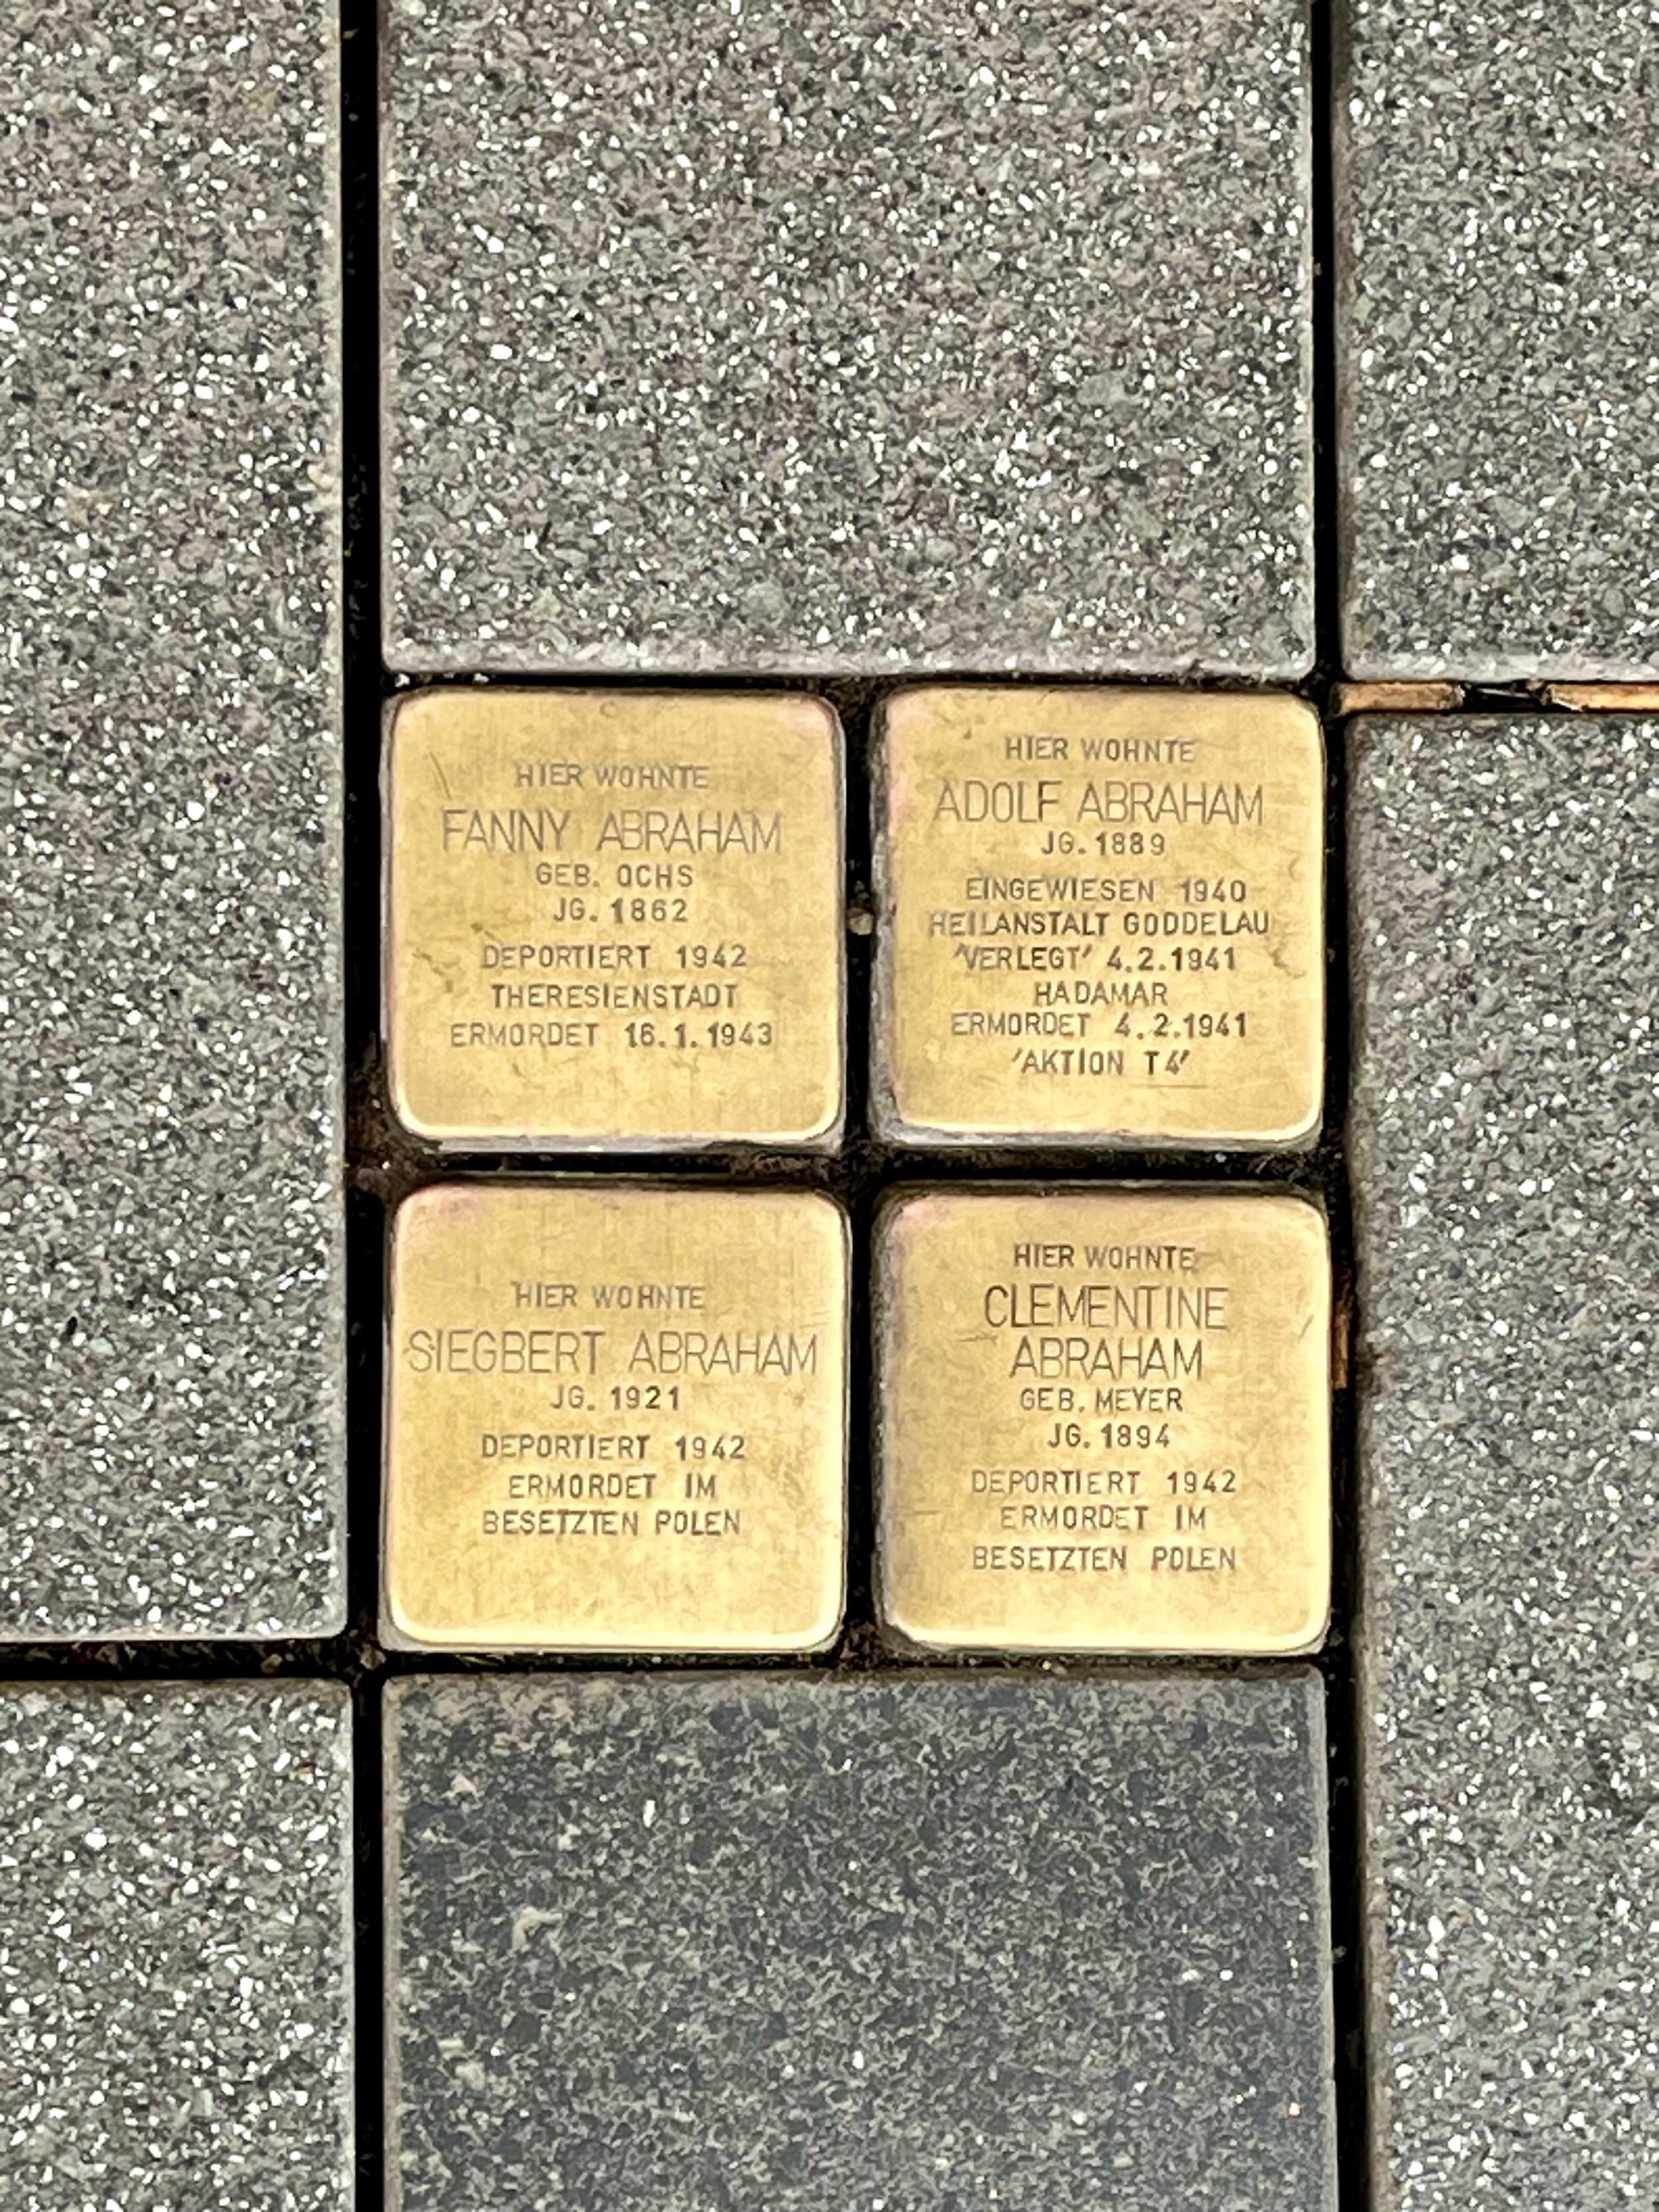 HIER WOHNTE
FANNY ABRAHAM
GEB. OCHS
JG. 1862
DEPORTIERT 1942
THERESIENSTADT
ERMORDET 16.1.1943
HIER WOHNTE
ADOLF ABRAHAM
JG. 1889
EINGEWIESEN 1940
HEILANSTALT GODDELAU
'VERLEGT' 4.2.1941
HADAMAR
ERMORDET 4.2.1941
'AKTION T4'
HIER WOHNTE
SIEGBERT ABRAHAM
JG. 1921
DEPORTIERT 1942
ERMORDET IM
BESETZTEN POLEN
HIER WOHNTE
CLEMENTINE
ABRAHAM
GEB. MEYER
JG. 1894
DEPORTIERT 1942
ERMORDET IM
BESETZTEN POLEN